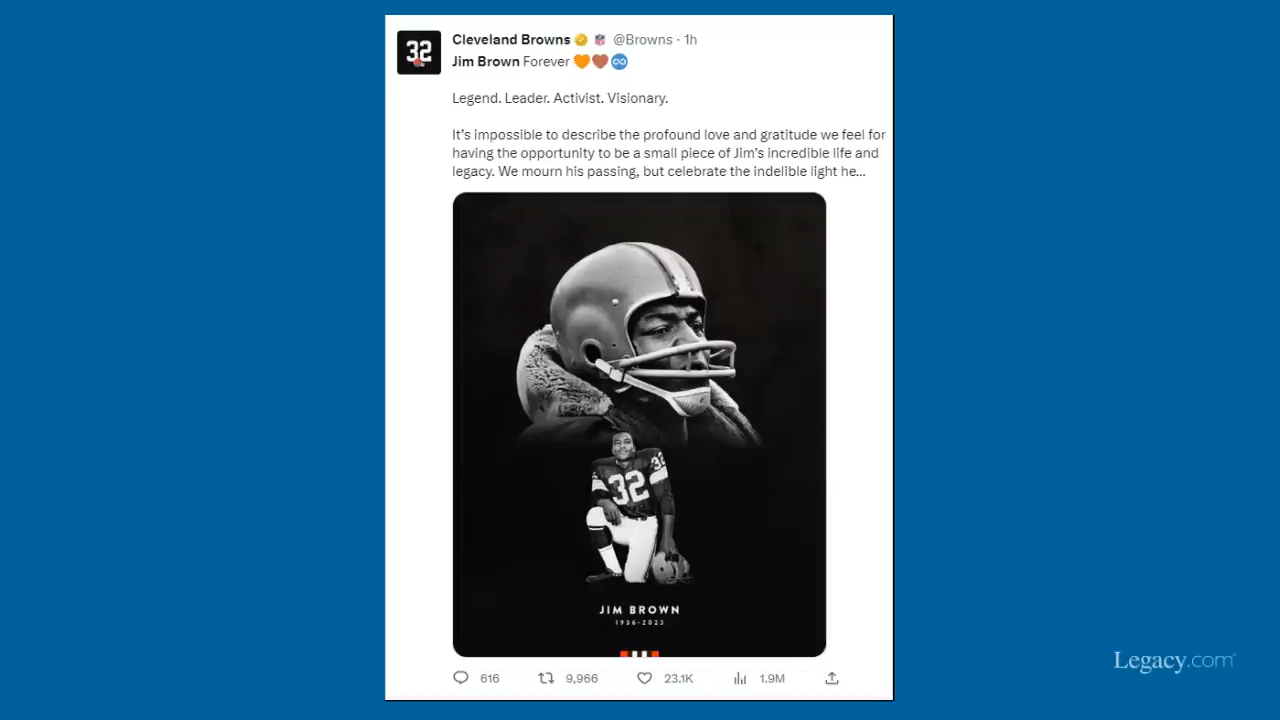 32
Cleveland Browns @Browns · 1h
Jim Brown Forever 🧡🤎♾️
Legend. Leader. Activist. Visionary.
It's impossible to describe the profound love and gratitude we feel for
having the opportunity to be a small piece of Jim's incredible life and
legacy. We mourn his passing, but celebrate the indelible light he…
32
32
JIM BROWN
1936-2023
616 9,966 23.1K 1.9M
Legacy.com